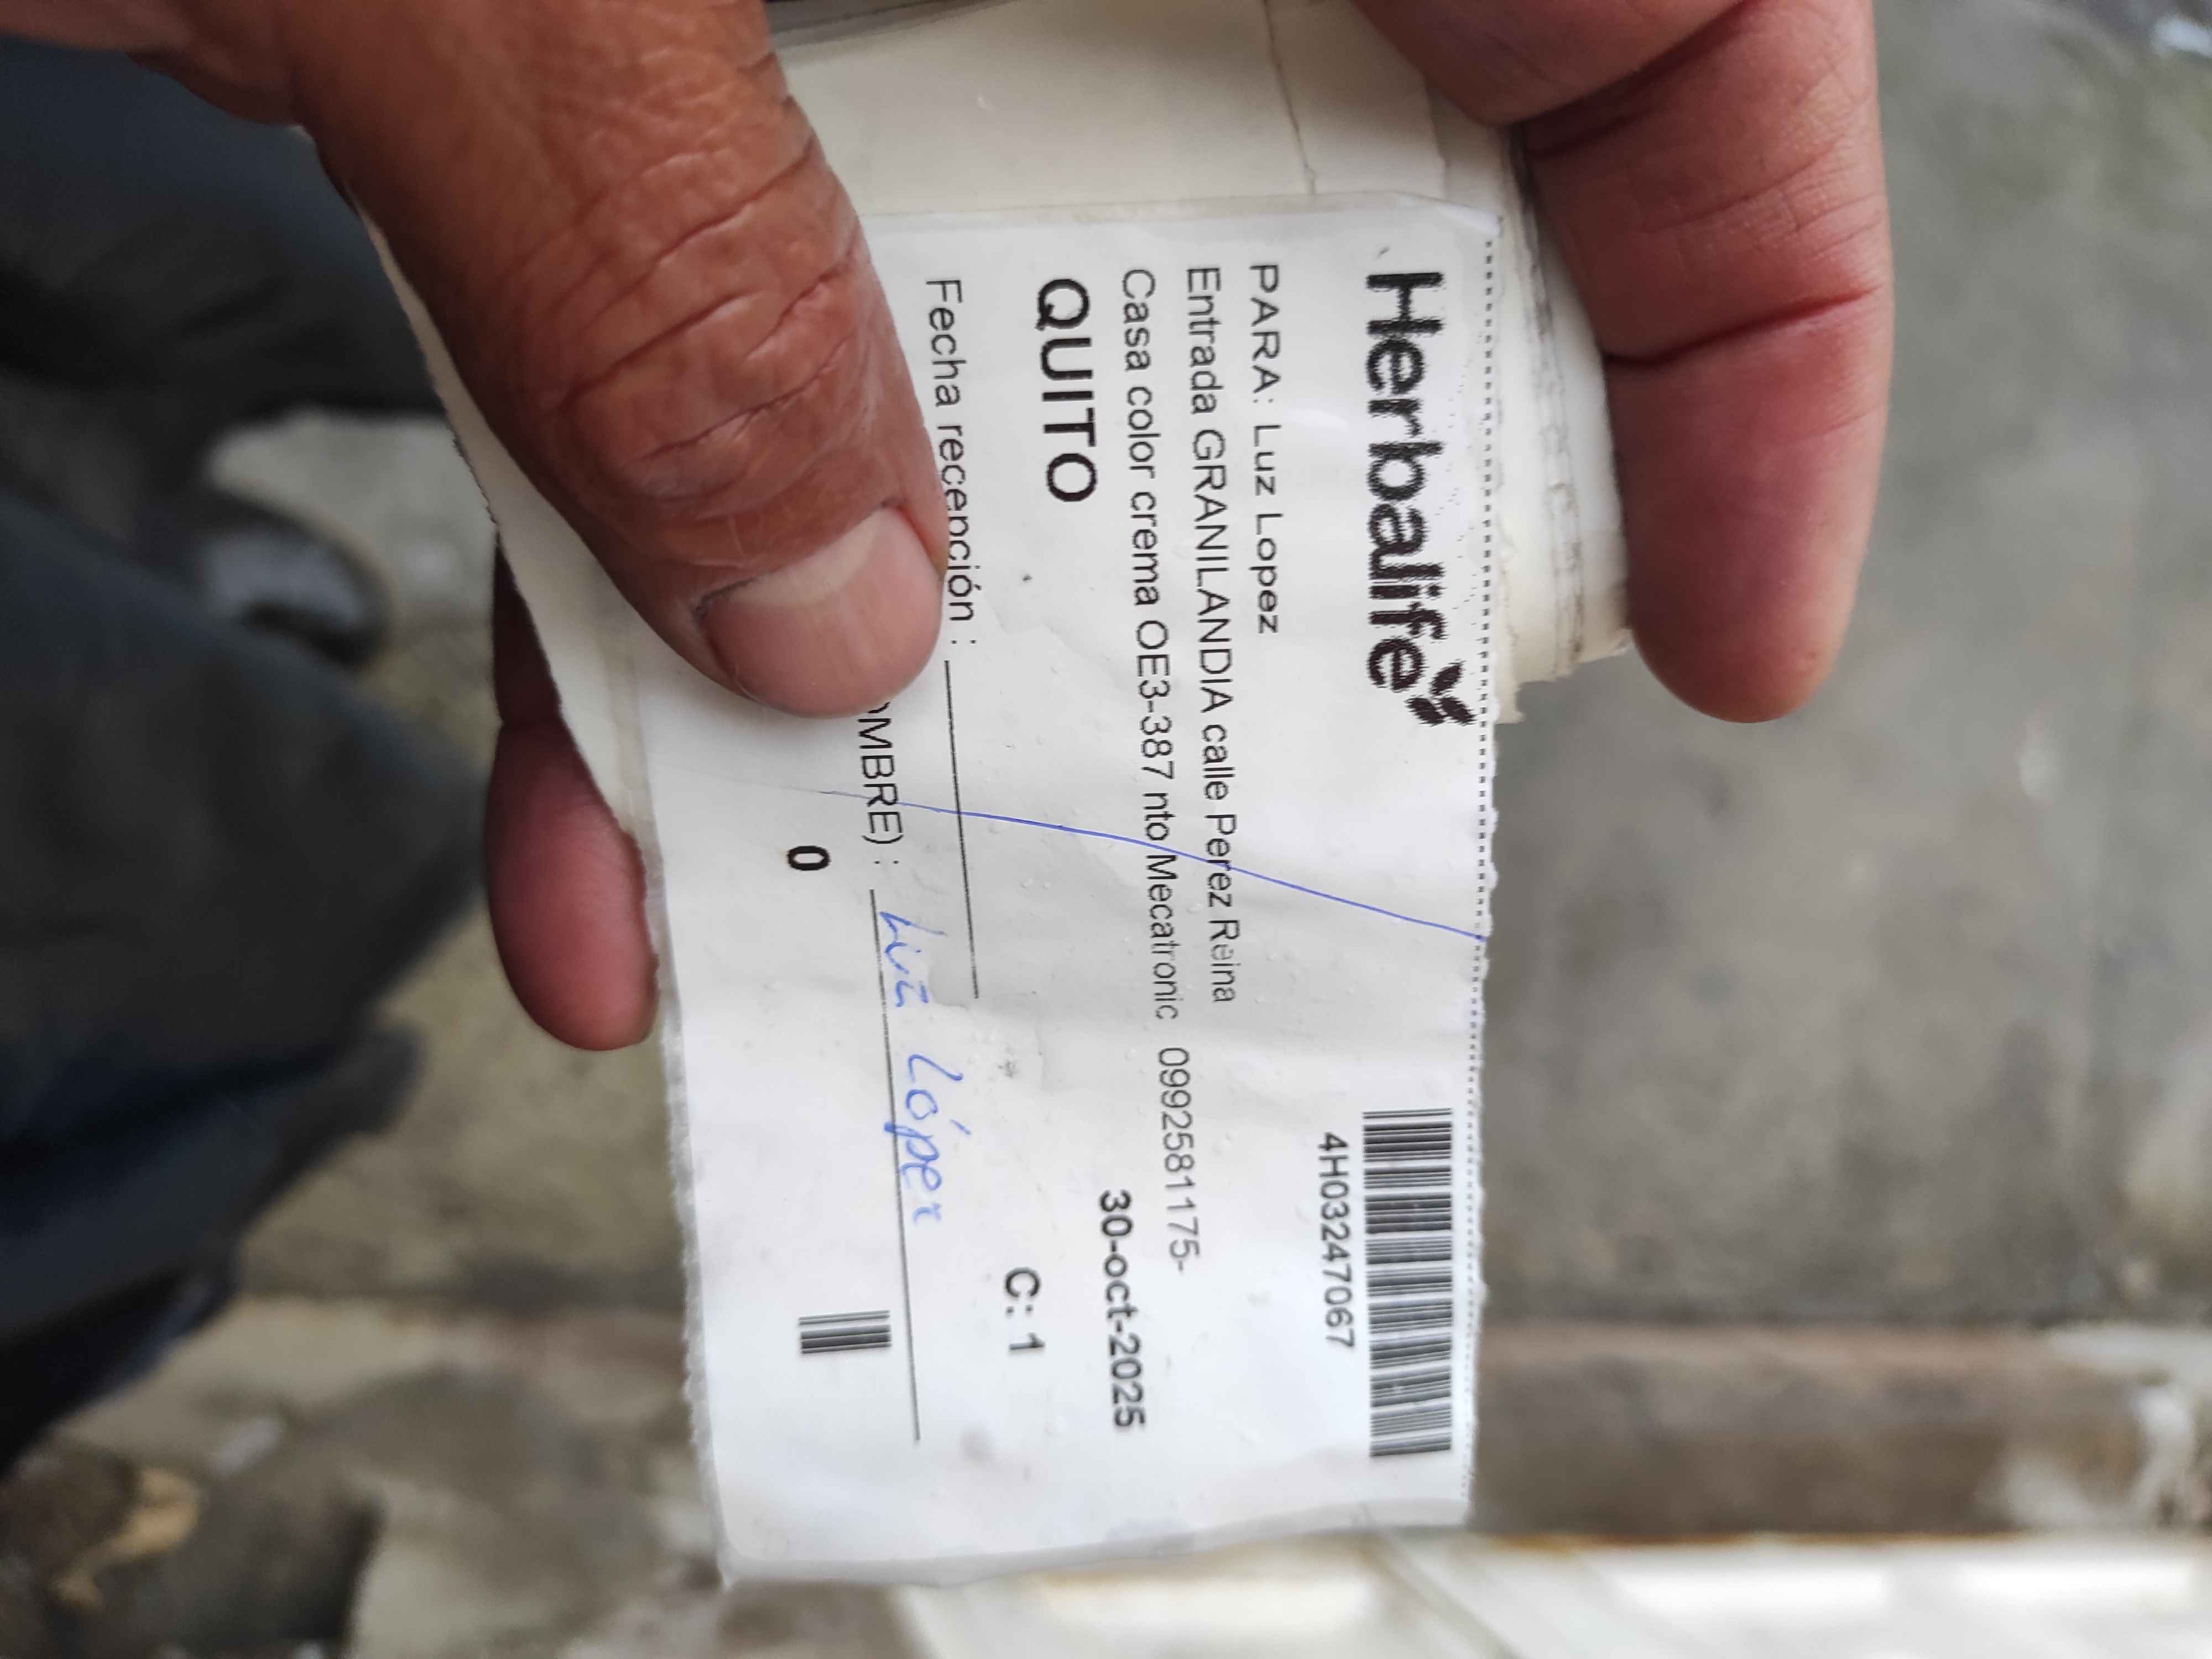 Herbalife
4H03247067
PARA: Luz Lopez
Entrada GRANILANDIA calle Perez Reina
Casa color crema OE3-387 nto Mecatronic 0992581175-
QUITO
30-oct-2025
Fecha recepción :
C: 1
OMBRE) : Luz López
0